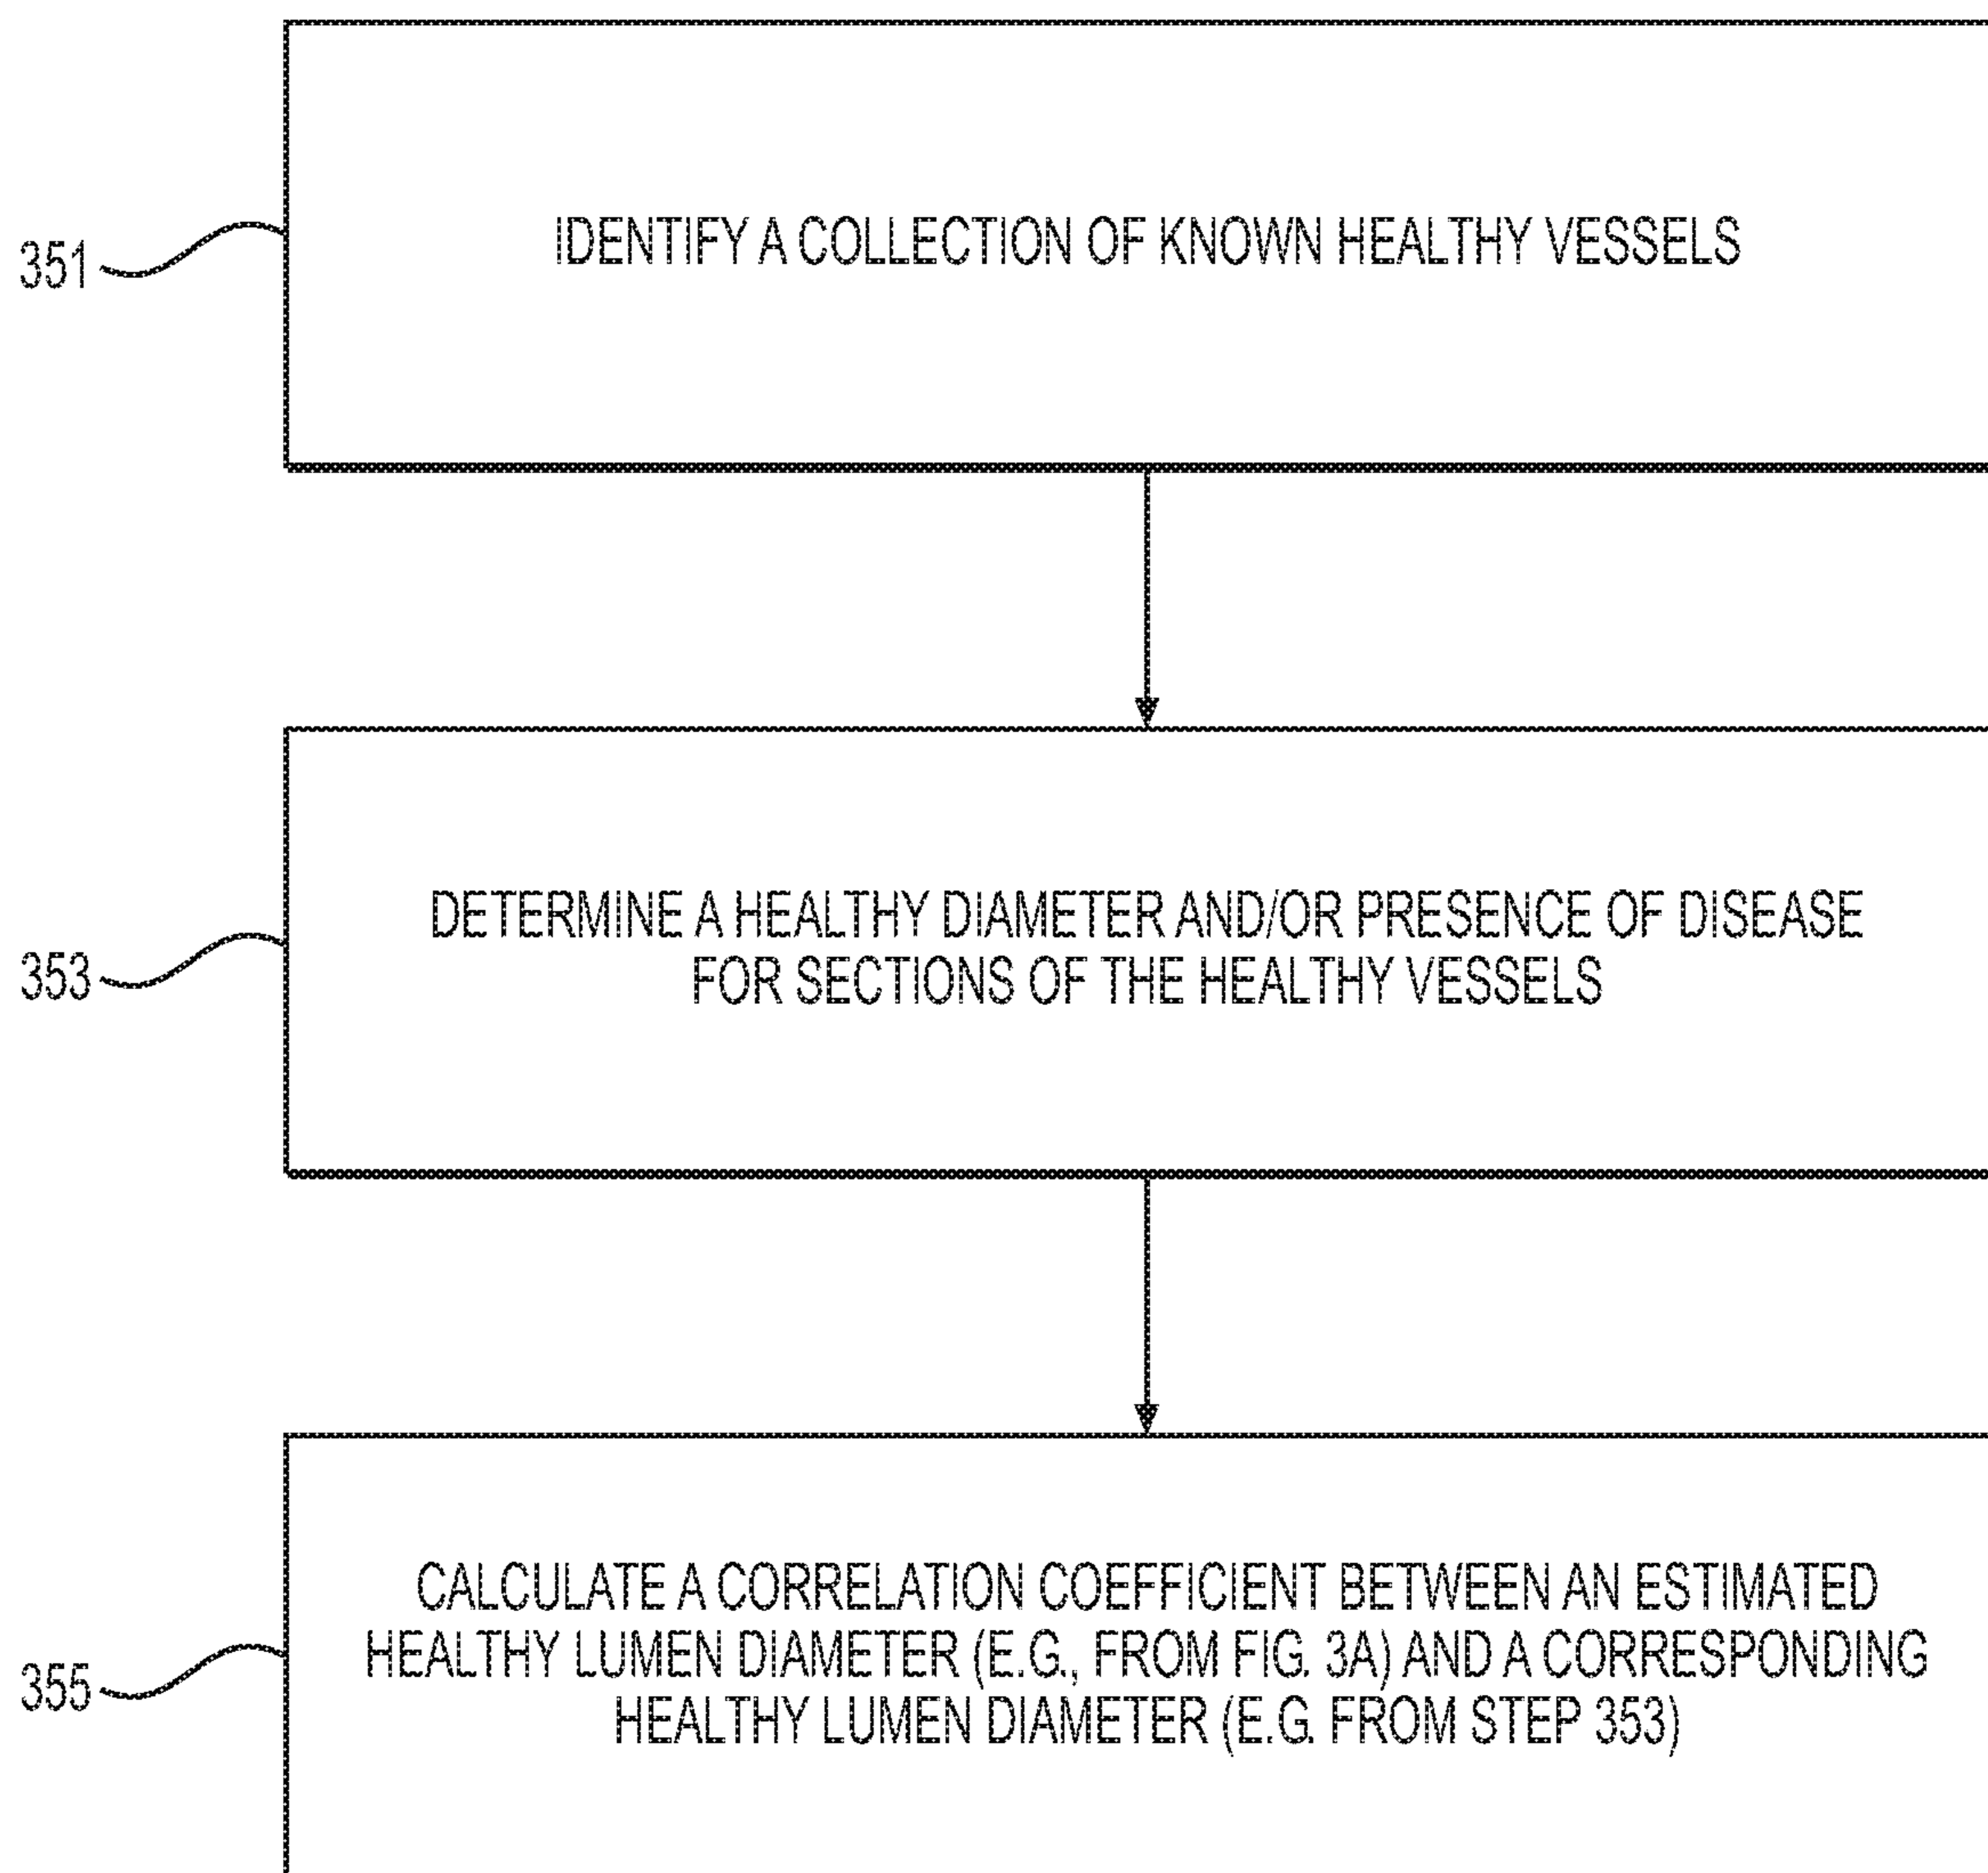 351
IDENTIFY A COLLECTION OF KNOWN HEALTHY VESSELS
353
DETERMINE A HEALTHY DIAMETER AND/OR PRESENCE OF DISEASE
FOR SECTIONS OF THE HEALTHY VESSELS
355
CALCULATE A CORRELATION COEFFICIENT BETWEEN AN ESTIMATED
HEALTHY LUMEN DIAMETER (E.G., FROM FIG. 3A) AND A CORRESPONDING
HEALTHY LUMEN DIAMETER (E.G. FROM STEP 353)